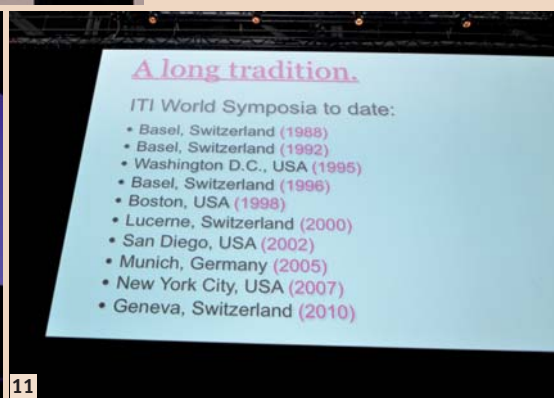 A long tradition.
ITI World Symposia to date:
• Basel, Switzerland (1988)
• Basel, Switzerland (1992)
• Washington D.C., USA (1995)
• Basel, Switzerland (1996)
• Boston, USA (1998)
• Lucerne, Switzerland (2000)
• San Diego, USA (2002)
• Munich, Germany (2005)
• New York City, USA (2007)
• Geneva, Switzerland (2010)
11